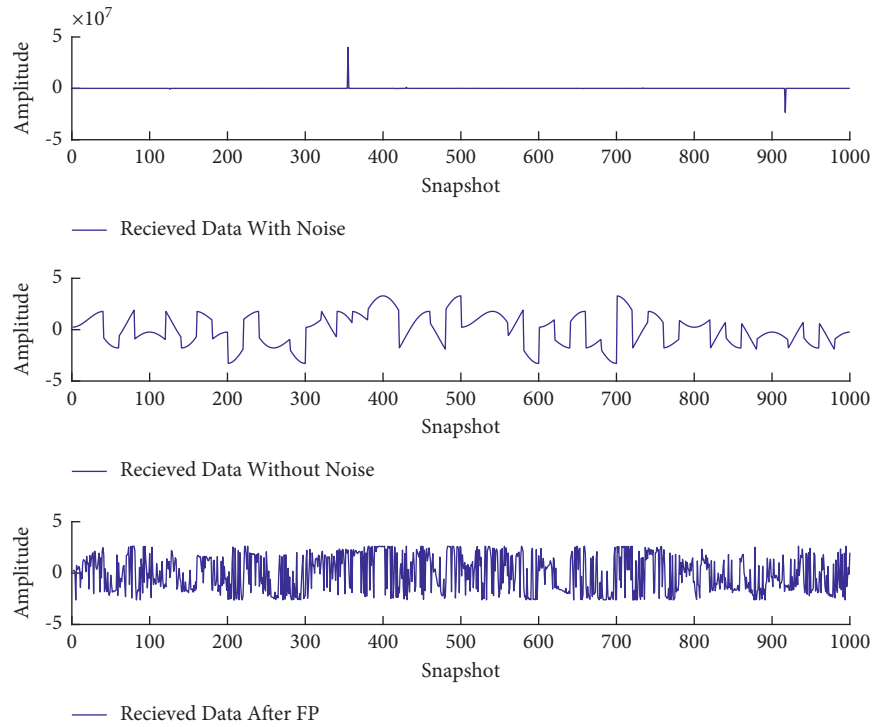 ×10⁷
5
0
-5
Amplitude
0 100 200 300 400 500 600 700 800 900 1000
Snapshot
Recieved Data With Noise
5
0
-5
Amplitude
0 100 200 300 400 500 600 700 800 900 1000
Snapshot
Recieved Data Without Noise
5
0
-5
Amplitude
0 100 200 300 400 500 600 700 800 900 1000
Snapshot
Recieved Data After FP